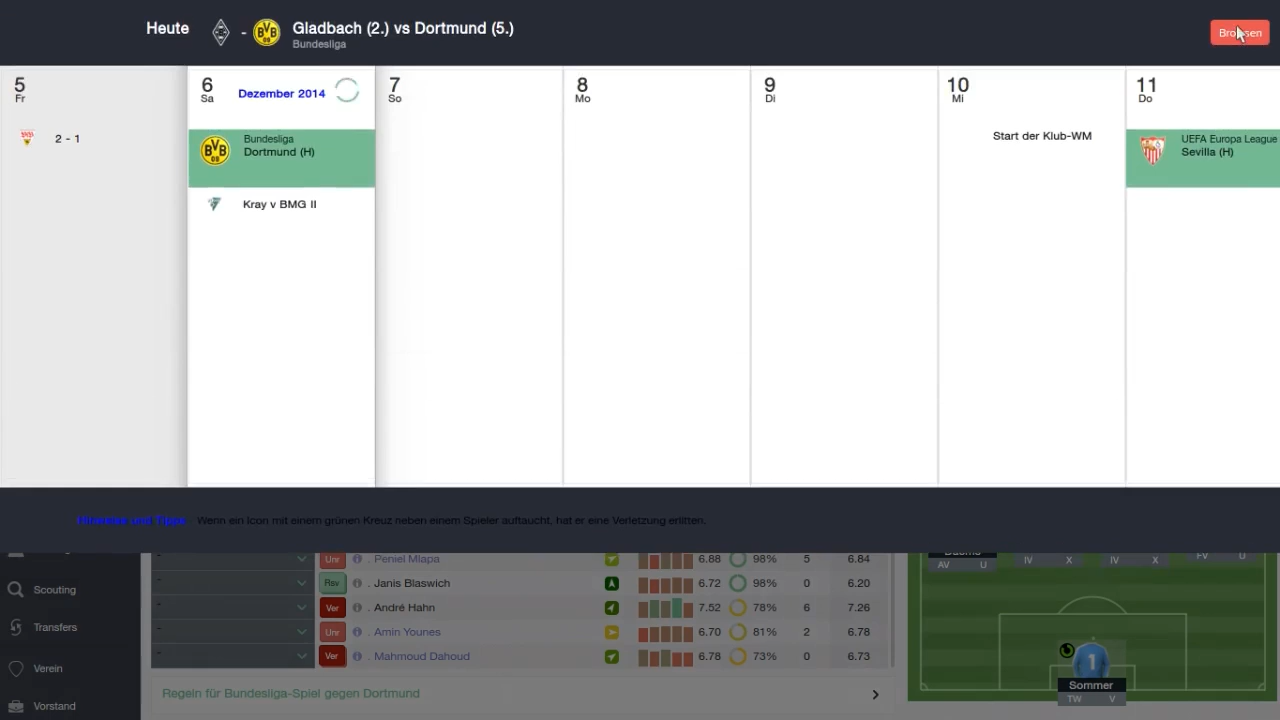 Heute
Gladbach (2.) vs Dortmund (5.)
Bundesliga
5
Fr
6
Sa
Dezember 2014
7
So
8
Mo
9
Di
10
Mi
11
Do
2 - 1
Bundesliga
Dortmund (H)
Start der Klub-WM
UEFA Europa League
Sevilla (H)
Kray v BMG II
Hinweise und Tipps - Wenn ein Icon mit einem grünen Kreuz neben einem Spieler auftaucht, hat er eine Verletzung erlitten.
Scouting
Transfers
Verein
Vorstand
- Unr . Peniel Mlapa 6.88 98% 5 6.84
- Rsv . Janis Blaswich 6.72 98% 0 6.20
- Ver . André Hahn 7.52 78% 6 7.26
- Unr . Amin Younes 6.70 81% 2 6.78
- Ver . Mahmoud Dahoud 6.78 73% 0 6.73
Regeln für Bundesliga-Spiel gegen Dortmund
AV U
IV X
IV X
FV U
1
Sommer
TW V